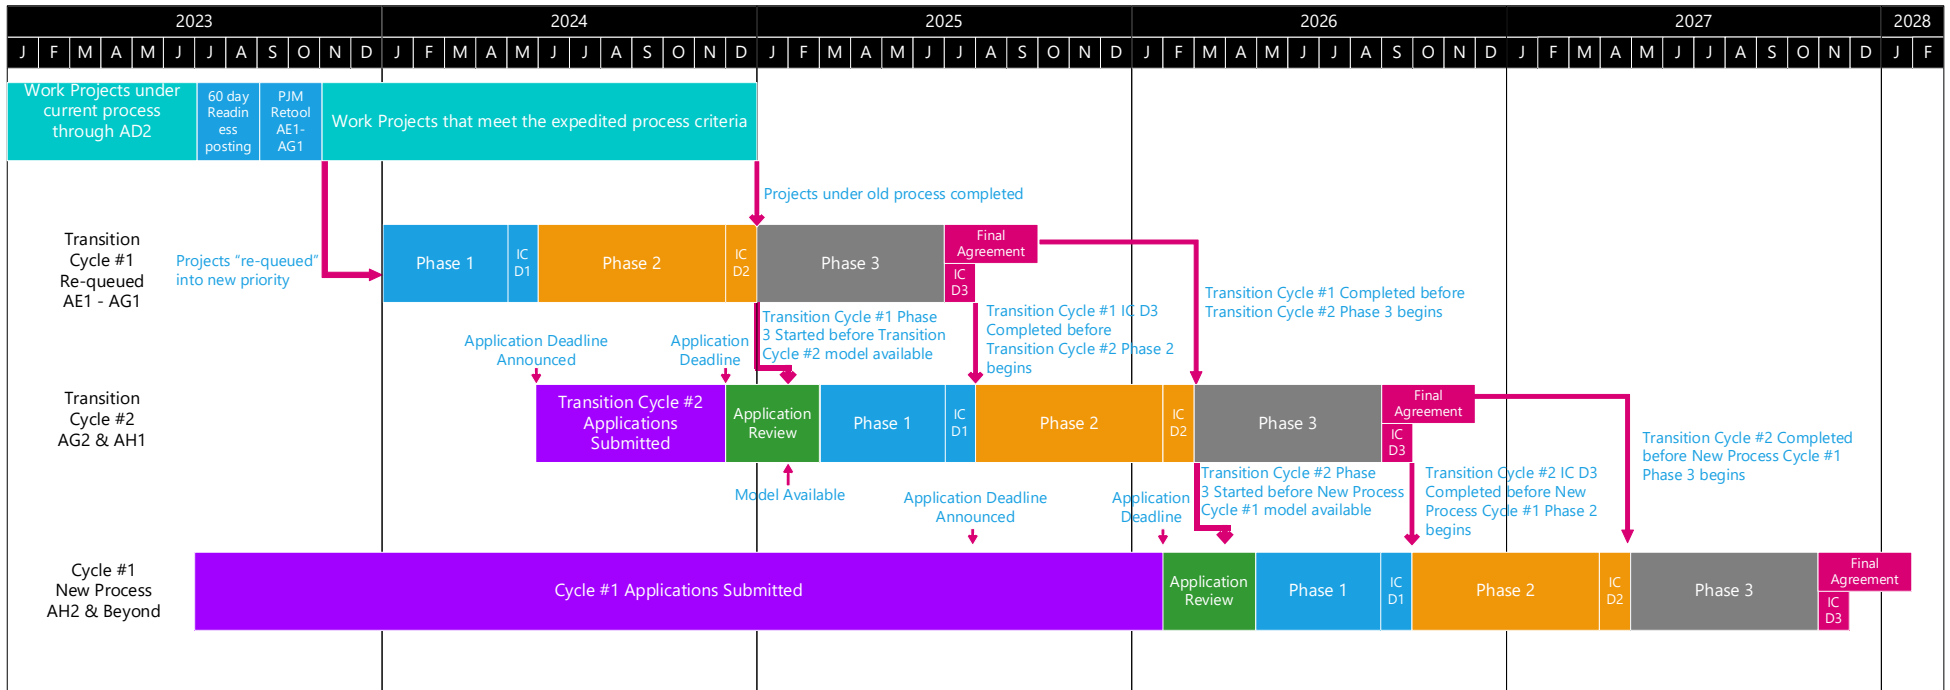 2023 2024 2025 2026 2027 2028
J F M A M J J A S O N D J F M A M J J A S O N D J F M A M J J A S O N D J F M A M J J A S O N D J F M A M J J A S O N D J F
Work Projects under
current process
through AD2
60 day
Readin
ess
posting
PJM
Retool
AE1-
AG1
Work Projects that meet the expedited process criteria
Projects under old process completed
Transition
Cycle #1
Re-queued
AE1 - AG1
Projects “re-queued”
into new priority
Phase 1
IC
D1
Phase 2
IC
D2
Phase 3
Final
Agreement
IC
D3
Transition Cycle #1 Completed before
Transition Cycle #2 Phase 3 begins
Application Deadline
Announced
Application
Deadline
Transition Cycle #1 Phase
3 Started before Transition
Cycle #2 model available
Transition Cycle #1 IC D3
Completed before
Transition Cycle #2 Phase 2
begins
Transition
Cycle #2
AG2 & AH1
Transition Cycle #2
Applications
Submitted
Application
Review
Phase 1
IC
D1
Phase 2
IC
D2
Phase 3
Final
Agreement
IC
D3
Transition Cycle #2 Completed
before New Process Cycle #1
Phase 3 begins
Model Available
Application Deadline
Announced
Application
Deadline
Transition Cycle #2 Phase
3 Started before New Process
Cycle #1 model available
Transition Cycle #2 IC D3
Completed before New
Process Cycle #1 Phase 2
begins
Cycle #1
New Process
AH2 & Beyond
Cycle #1 Applications Submitted
Application
Review
Phase 1
IC
D1
Phase 2
IC
D2
Phase 3
Final
Agreement
IC
D3